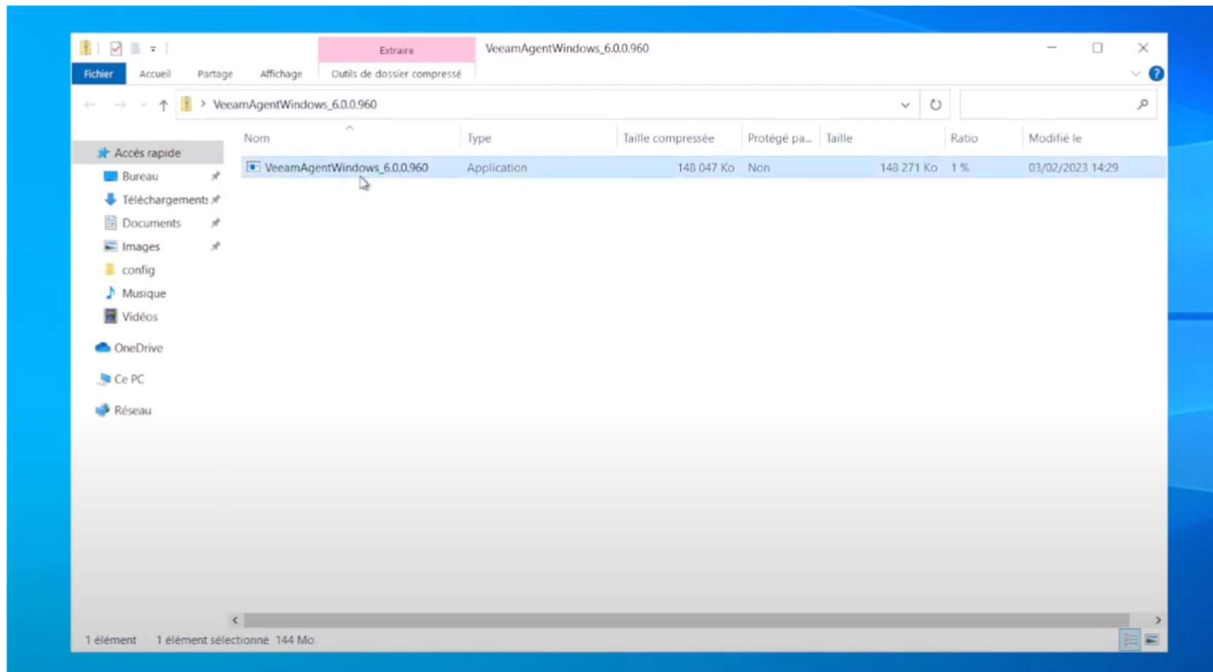 Extraire
VeeamAgentWindows_6.0.0.960
Fichier
Accueil
Partage
Affichage
Outils de dossier compressé
?
> VeeamAgentWindows_6.0.0.960
Nom
Type
Taille compressée
Protégé pa...
Taille
Ratio
Modifié le
VeeamAgentWindows_6.0.0.960
Application
148 047 Ko
Non
148 271 Ko
1 %
03/02/2023 14:29
Accès rapide
Bureau
Téléchargements
Documents
Images
config
Musique
Vidéos
OneDrive
Ce PC
Réseau
1 élément
1 élément sélectionné 144 Mo